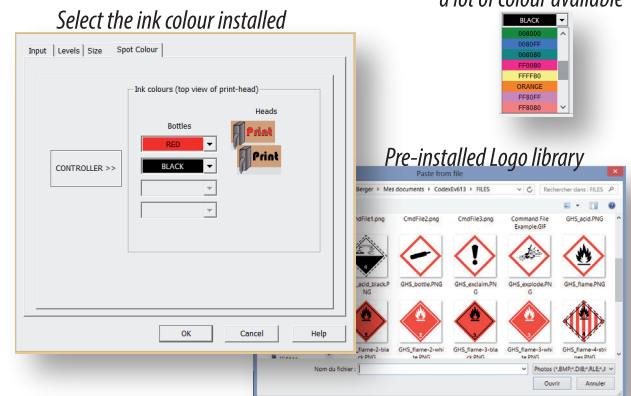 Select the ink colour installed
a lot of colour available
BLACK
008000
0080FF
008080
FF0080
FFFF80
ORANGE
FF80FF
FF8080
Input Levels Size Spot Colour
Ink colours (top view of print-head)
Heads
Bottles
Print
RED
Print
BLACK
CONTROLLER >>
OK Cancel Help
Pre-installed Logo library
Paste from file
Berger › Mes documents › CodexEv613 › FILES
Rechercher dans : FILES
CmdFile2.png CmdFile3.png Command File Example.GIF GHS_acid.PNG
GHS_bottle.PNG GHS_exclaim.PNG GHS_explode.PNG GHS_flame.PNG
Nom du fichier :
Ouvrir Annuler